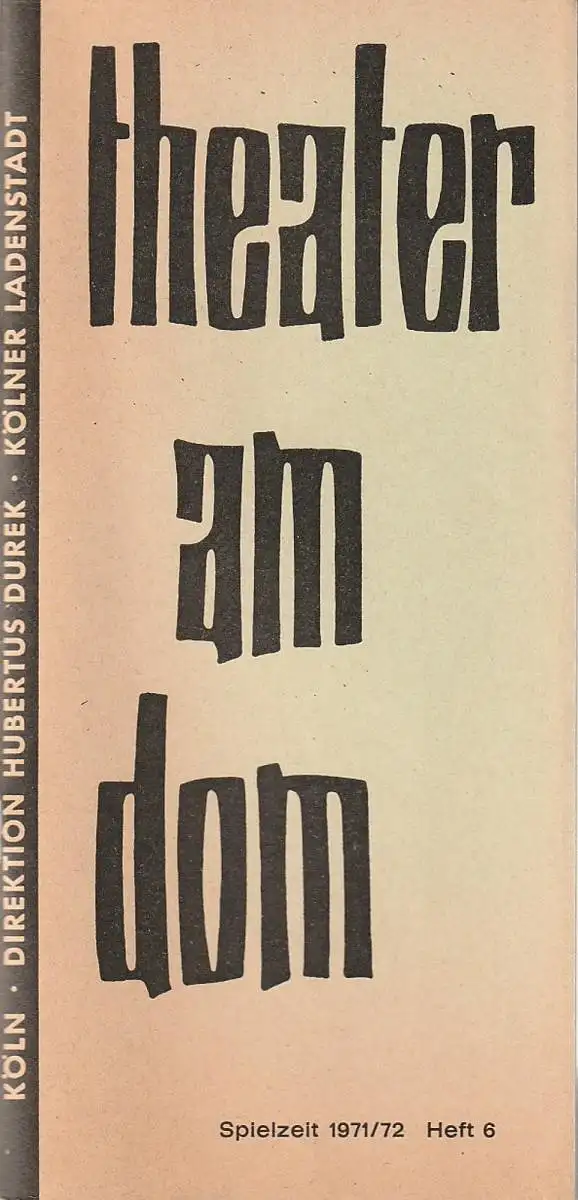 theater
am
dom
Spielzeit 1971/72 Heft 6
KÖLN · DIREKTION HUBERTUS DUREK · KÖLNER LADENSTADT